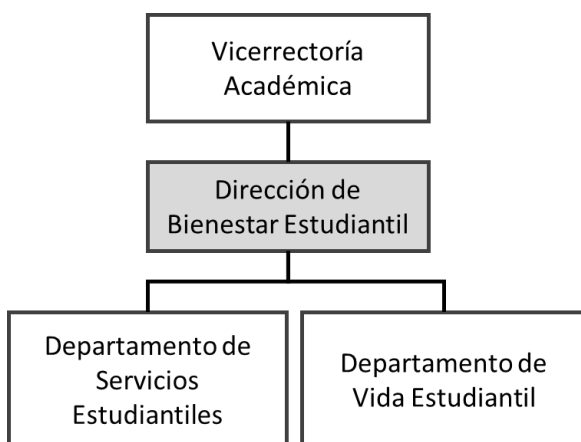 Vicerrectoría
Académica
Dirección de
Bienestar Estudiantil
Departamento de
Servicios
Estudiantiles
Departamento de
Vida Estudiantil